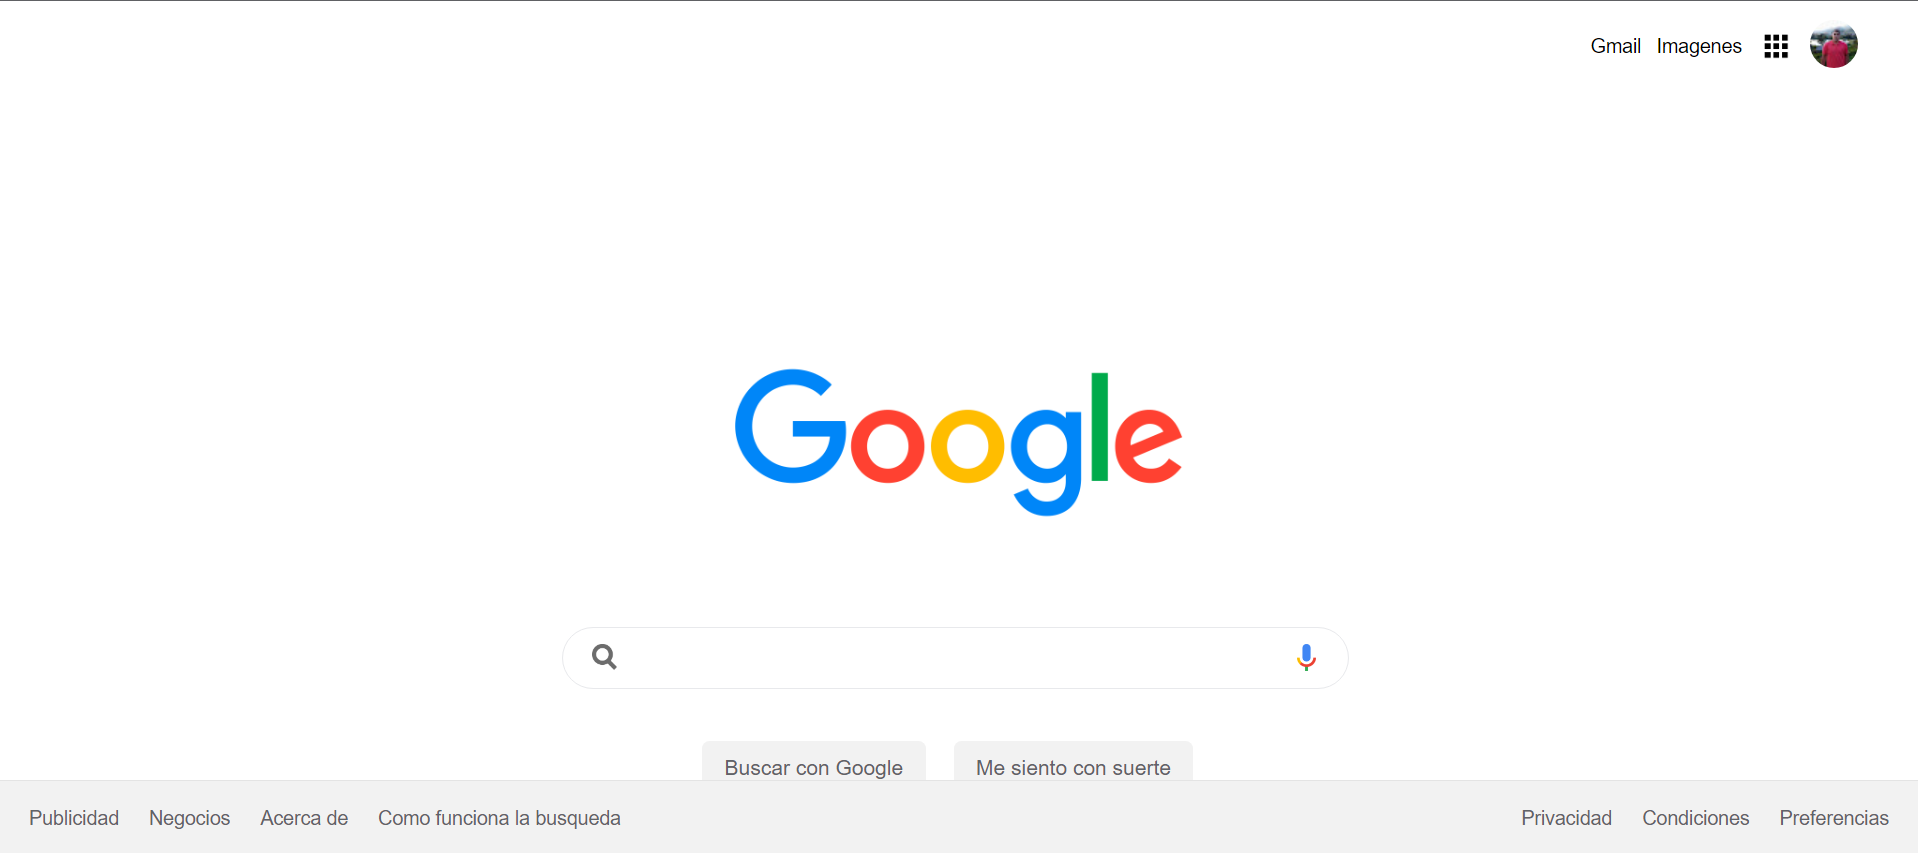 Gmail Imagenes
Google
Buscar con Google Me siento con suerte
Publicidad Negocios Acerca de Como funciona la busqueda Privacidad Condiciones Preferencias